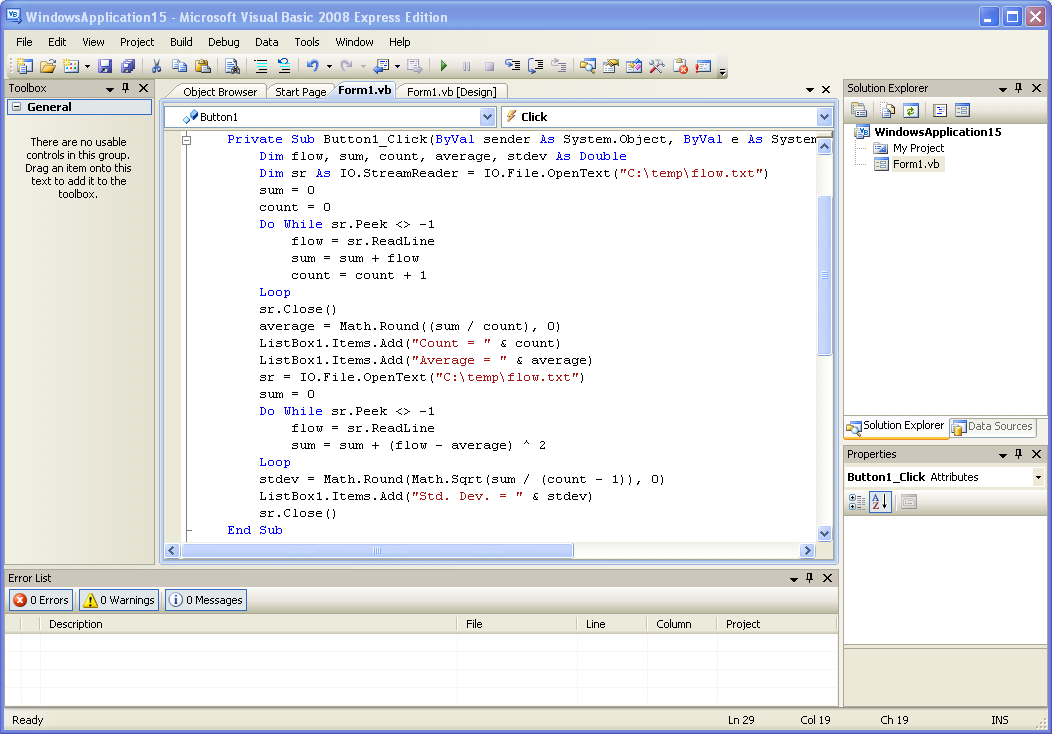 WindowsApplication15 - Microsoft Visual Basic 2008 Express Edition
File Edit View Project Build Debug Data Tools Window Help
Toolbox
General
There are no usable
controls in this group.
Drag an item onto this
text to add it to the
toolbox.
Object Browser Start Page Form1.vb Form1.vb [Design]
Button1 Click
Private Sub Button1_Click(ByVal sender As System.Object, ByVal e As System
Dim flow, sum, count, average, stdev As Double
Dim sr As IO.StreamReader = IO.File.OpenText("C:\temp\flow.txt")
sum = 0
count = 0
Do While sr.Peek <> -1
flow = sr.ReadLine
sum = sum + flow
count = count + 1
Loop
sr.Close()
average = Math.Round((sum / count), 0)
ListBox1.Items.Add("Count = " & count)
ListBox1.Items.Add("Average = " & average)
sr = IO.File.OpenText("C:\temp\flow.txt")
sum = 0
Do While sr.Peek <> -1
flow = sr.ReadLine
sum = sum + (flow - average) ^ 2
Loop
stdev = Math.Round(Math.Sqrt(sum / (count - 1)), 0)
ListBox1.Items.Add("Std. Dev. = " & stdev)
sr.Close()
End Sub
Solution Explorer
WindowsApplication15
My Project
Form1.vb
Solution Explorer Data Sources
Properties
Button1_Click Attributes
Error List
0 Errors 0 Warnings 0 Messages
Description File Line Column Project
Ready Ln 29 Col 19 Ch 19 INS